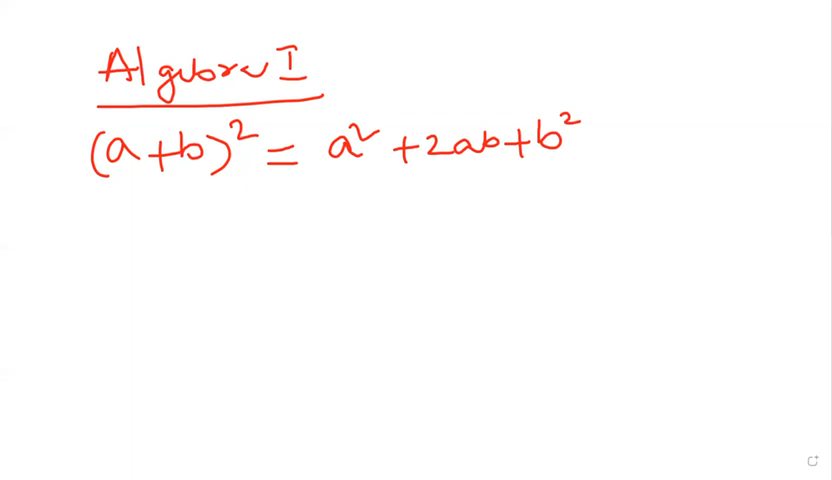 Algebra I
(a+b)² = a² + 2ab + b²